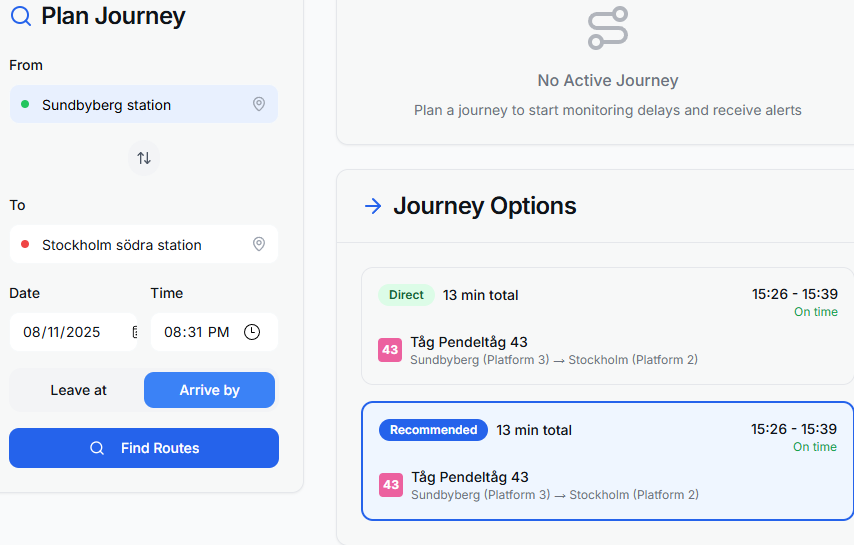 Plan Journey
From
Sundbyberg station
To
Stockholm södra station
Date
Time
08/11/2025
08:31 PM
Leave at
Arrive by
Find Routes
No Active Journey
Plan a journey to start monitoring delays and receive alerts
Journey Options
Direct
13 min total
15:26 - 15:39
On time
43
Tåg Pendeltåg 43
Sundbyberg (Platform 3) → Stockholm (Platform 2)
Recommended
13 min total
15:26 - 15:39
On time
43
Tåg Pendeltåg 43
Sundbyberg (Platform 3) → Stockholm (Platform 2)